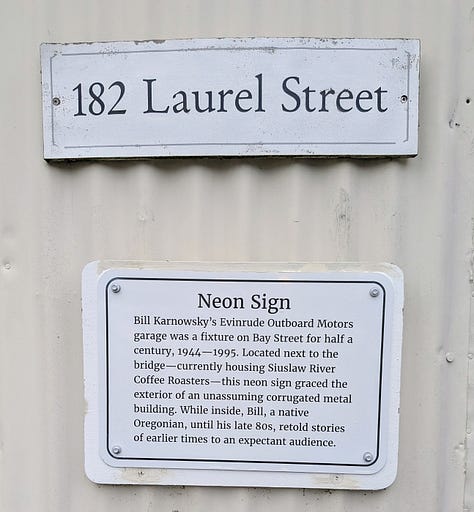 182 Laurel Street
Neon Sign
Bill Karnowsky's Evinrude Outboard Motors
garage was a fixture on Bay Street for half a
century, 1944—1995. Located next to the
bridge—currently housing Siuslaw River
Coffee Roasters—this neon sign graced the
exterior of an unassuming corrugated metal
building. While inside, Bill, a native
Oregonian, until his late 80s, retold stories
of earlier times to an expectant audience.